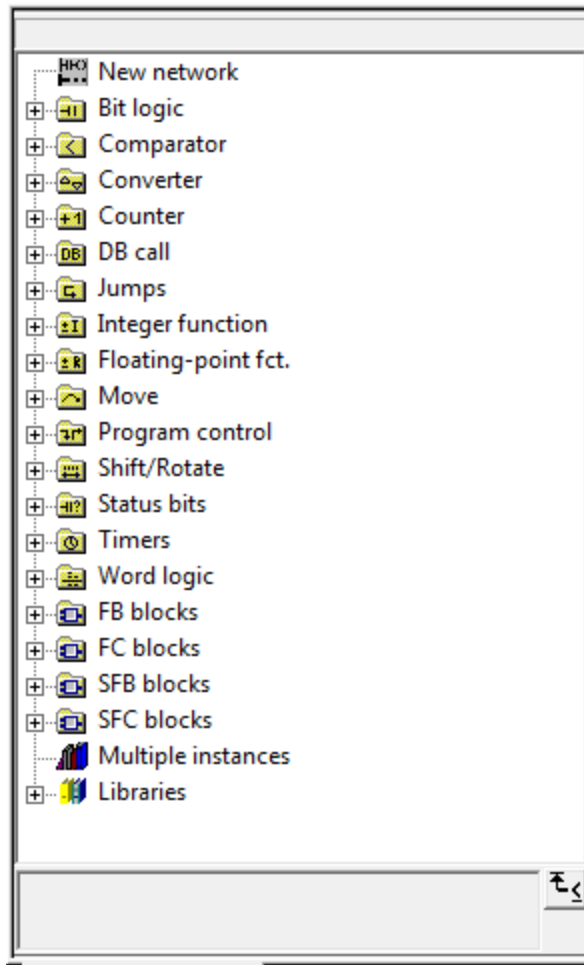 New network
Bit logic
Comparator
Converter
Counter
DB call
Jumps
Integer function
Floating-point fct.
Move
Program control
Shift/Rotate
Status bits
Timers
Word logic
FB blocks
FC blocks
SFB blocks
SFC blocks
Multiple instances
Libraries